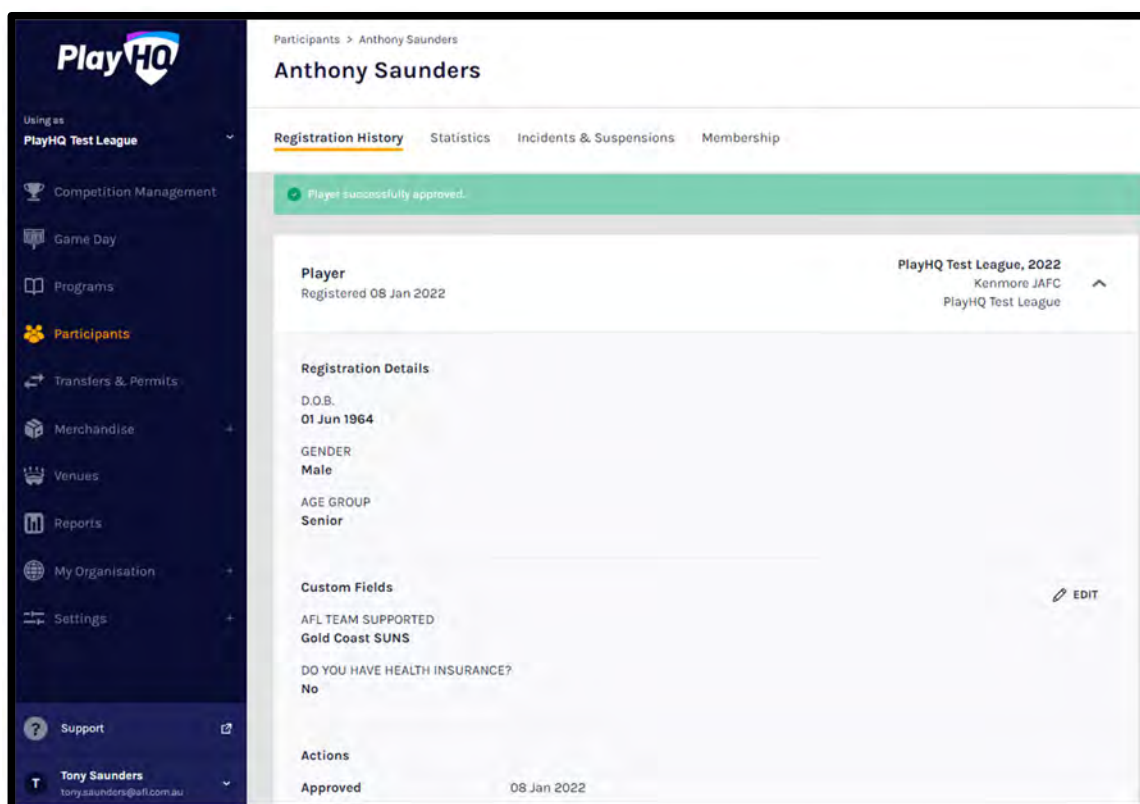 PlayHQ
Using as
PlayHQ Test League
Competition Management
Game Day
Programs
Participants
Transfers & Permits
Merchandise +
Venues
Reports
My Organisation +
Settings +
? Support
T Tony Saunders
tony.saunders@afl.com.au
Participants > Anthony Saunders
Anthony Saunders
Registration History Statistics Incidents & Suspensions Membership
Player successfully approved.
Player
Registered 08 Jan 2022
PlayHQ Test League, 2022
Kenmore JAFC
PlayHQ Test League
Registration Details
D.O.B.
01 Jun 1964
GENDER
Male
AGE GROUP
Senior
Custom Fields
EDIT
AFL TEAM SUPPORTED
Gold Coast SUNS
DO YOU HAVE HEALTH INSURANCE?
No
Actions
Approved 08 Jan 2022